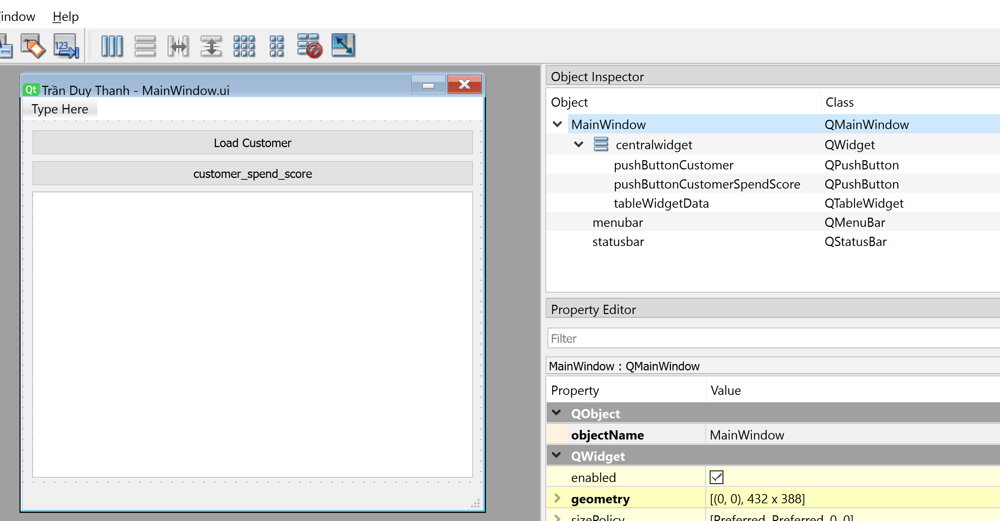 indow Help
123
Qt Trần Duy Thanh - MainWindow.ui
Type Here
Load Customer
customer_spend_score
Object Inspector
Object Class
MainWindow QMainWindow
centralwidget QWidget
pushButtonCustomer QPushButton
pushButtonCustomerSpendScore QPushButton
tableWidgetData QTableWidget
menubar QMenuBar
statusbar QStatusBar
Property Editor
Filter
MainWindow : QMainWindow
Property Value
QObject
objectName MainWindow
QWidget
enabled
geometry [(0, 0), 432 x 388]
sizePolicy [Preferred, Preferred, 0, 0]